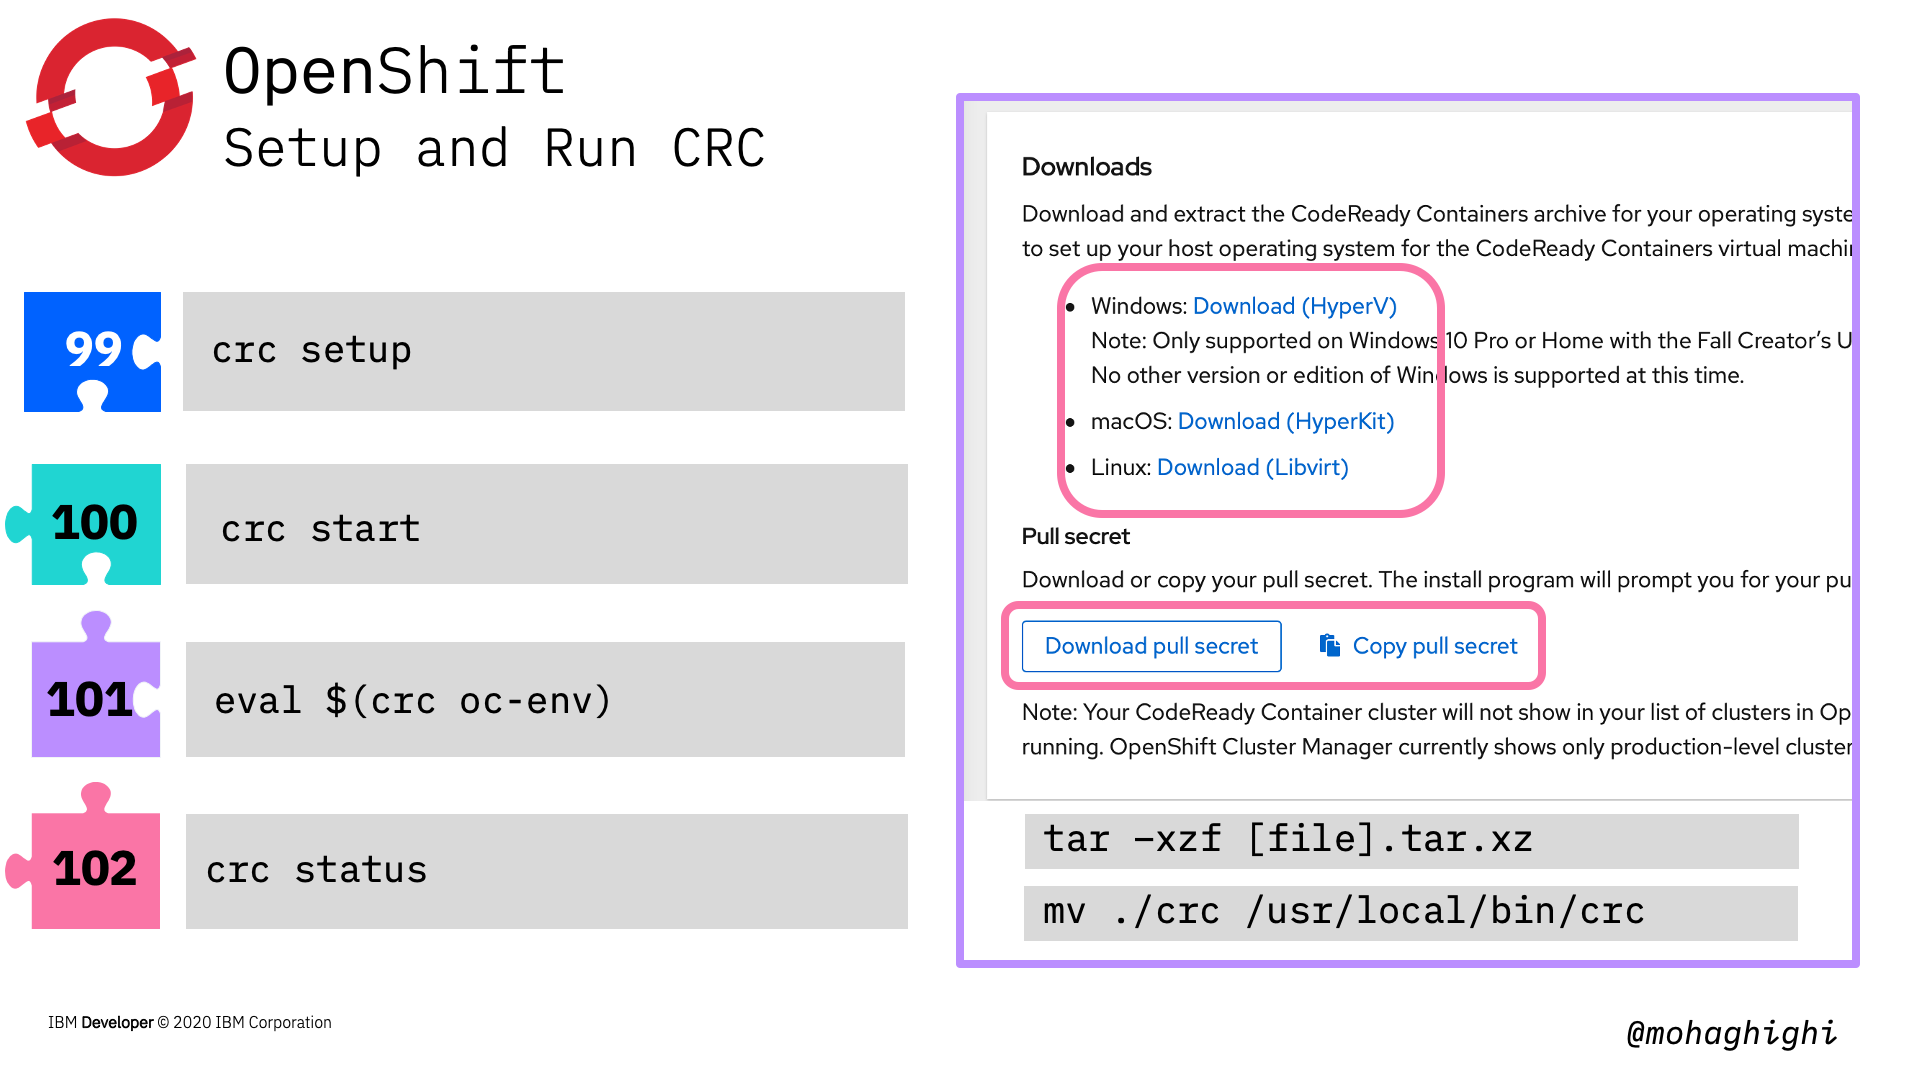 OpenShift
Setup and Run CRC
99
crc setup
100
crc start
101
eval $(crc oc-env)
102
crc status
Downloads
Download and extract the CodeReady Containers archive for your operating syste
to set up your host operating system for the CodeReady Containers virtual machi
• Windows: Download (HyperV)
Note: Only supported on Windows 10 Pro or Home with the Fall Creator’s U
No other version or edition of Windows is supported at this time.
• macOS: Download (HyperKit)
• Linux: Download (Libvirt)
Pull secret
Download or copy your pull secret. The install program will prompt you for your pu
Download pull secret Copy pull secret
Note: Your CodeReady Container cluster will not show in your list of clusters in Op
running. OpenShift Cluster Manager currently shows only production-level cluster
tar –xzf [file].tar.xz
mv ./crc /usr/local/bin/crc
IBM Developer © 2020 IBM Corporation
@mohaghighi